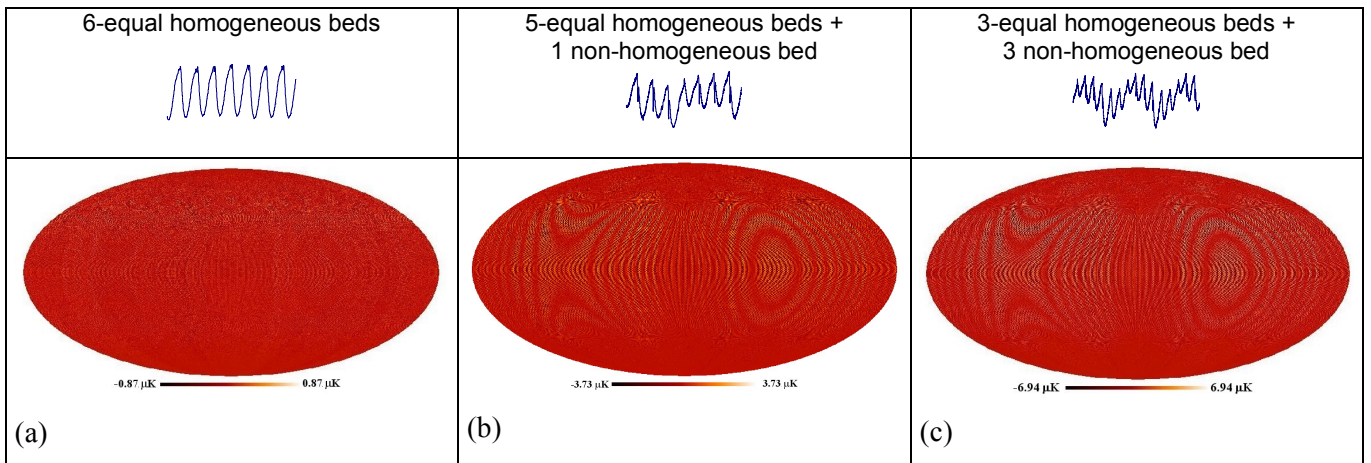 6-equal homogeneous beds
5-equal homogeneous beds +
1 non-homogeneous bed
3-equal homogeneous beds +
3 non-homogeneous bed
-0.87 μK 0.87 μK
(a)
-3.73 μK 3.73 μK
(b)
-6.94 μK 6.94 μK
(c)